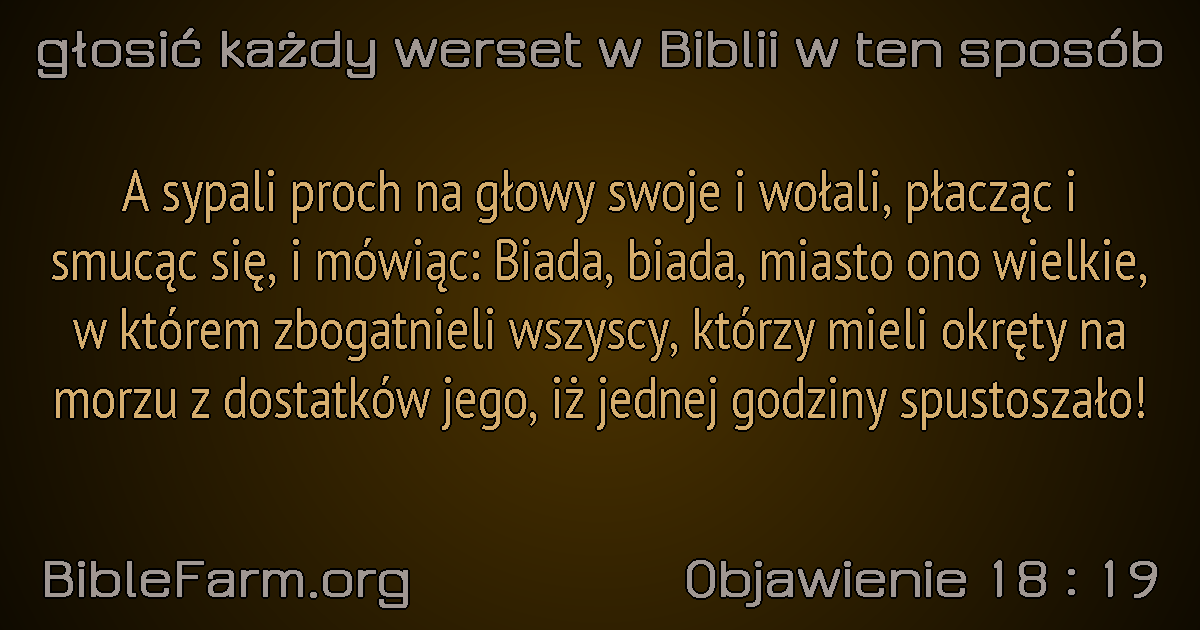 głosić każdy werset w Biblii w ten sposób
A sypali proch na głowy swoje i wołali, płacząc i
smucąc się, i mówiąc: Biada, biada, miasto ono wielkie,
w którem zbogatnieli wszyscy, którzy mieli okręty na
morzu z dostatków jego, iż jednej godziny spustoszało!
BibleFarm.org
Objawienie 18 : 19